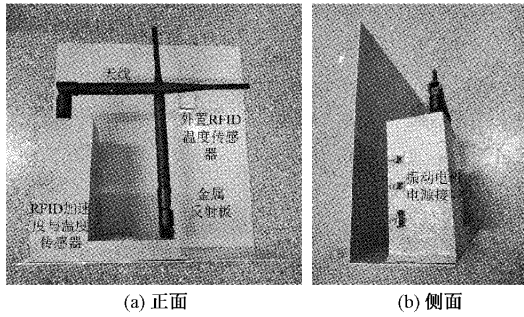 天线
外置RFID
温度传感
器
金属
反射板
RFID加速
度与温度
传感器
振动电机
电源接口
(a) 正面
(b) 侧面